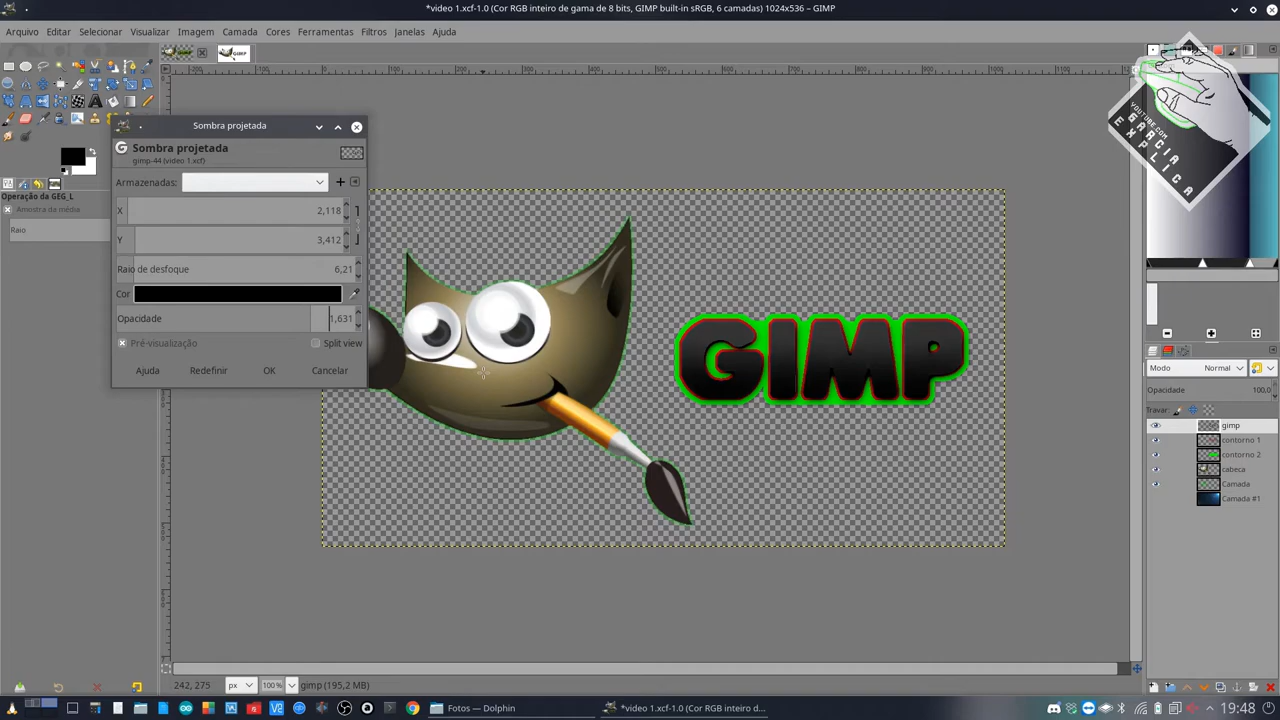 *video 1.xcf-1.0 (Cor RGB inteiro de gama de 8 bits, GIMP built-in sRGB, 6 camadas) 1024x536 – GIMP
Arquivo Editar Selecionar Visualizar Imagem Camada Cores Ferramentas Filtros Janelas Ajuda
YOUTUBE.COM
GARCIA
EXPLICA
Sombra projetada
Sombra projetada
gimp-44 (video 1.xcf)
Armazenadas:
X 2,118
Y 3,412
Raio de desfoque 6,21
Cor
Opacidade 1,631
Pré-visualização Split view
Ajuda Redefinir OK Cancelar
Operação da GEG_L
Amostra da média
Raio
GIMP
Modo Normal
Opacidade 100,0
Travar:
gimp
contorno 1
contorno 2
cabeca
Camada
Camada #1
242, 275 px 100% gimp (195,2 MB)
Fotos — Dolphin
*video 1.xcf-1.0 (Cor RGB inteiro d...
19:48